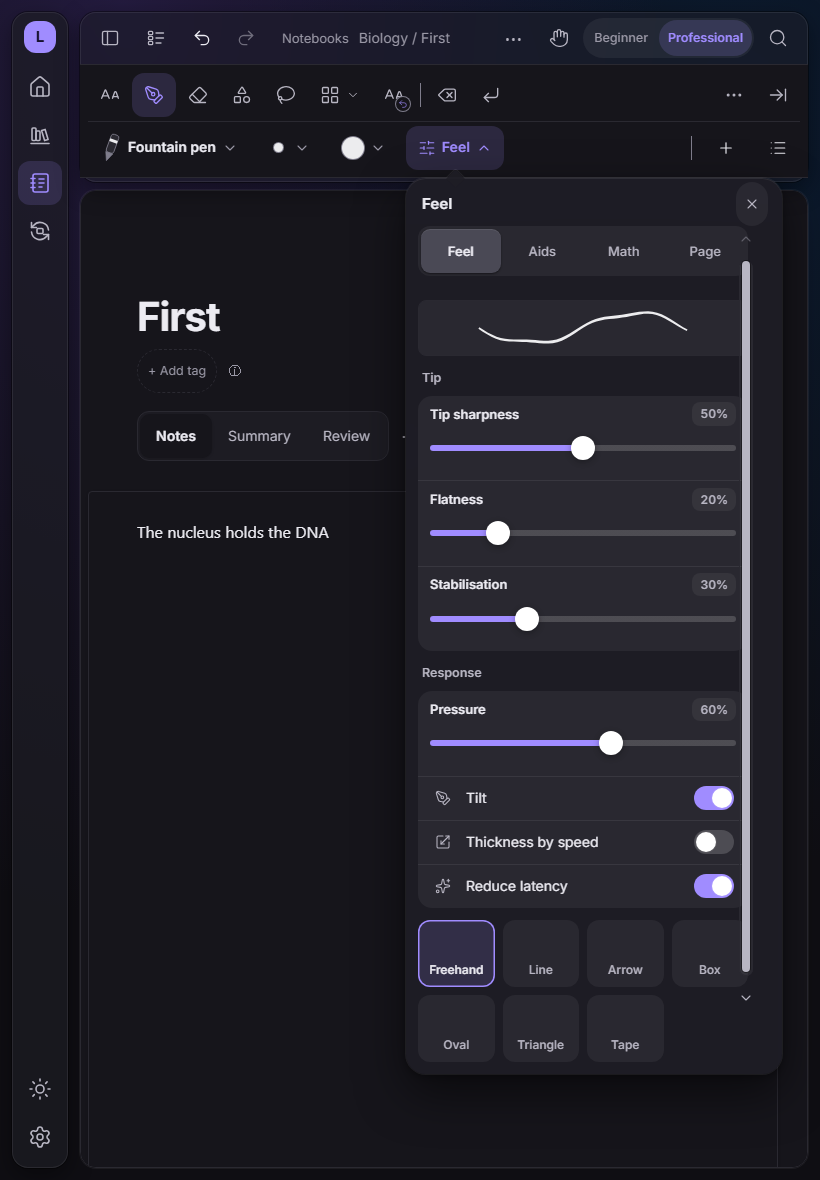 L
Notebooks Biology / First
Beginner Professional
AA AA
Fountain pen Feel
Feel
Feel Aids Math Page
First
+ Add tag
Notes Summary Review
The nucleus holds the DNA
Tip
Tip sharpness 50%
Flatness 20%
Stabilisation 30%
Response
Pressure 60%
Tilt
Thickness by speed
Reduce latency
Freehand Line Arrow Box
Oval Triangle Tape